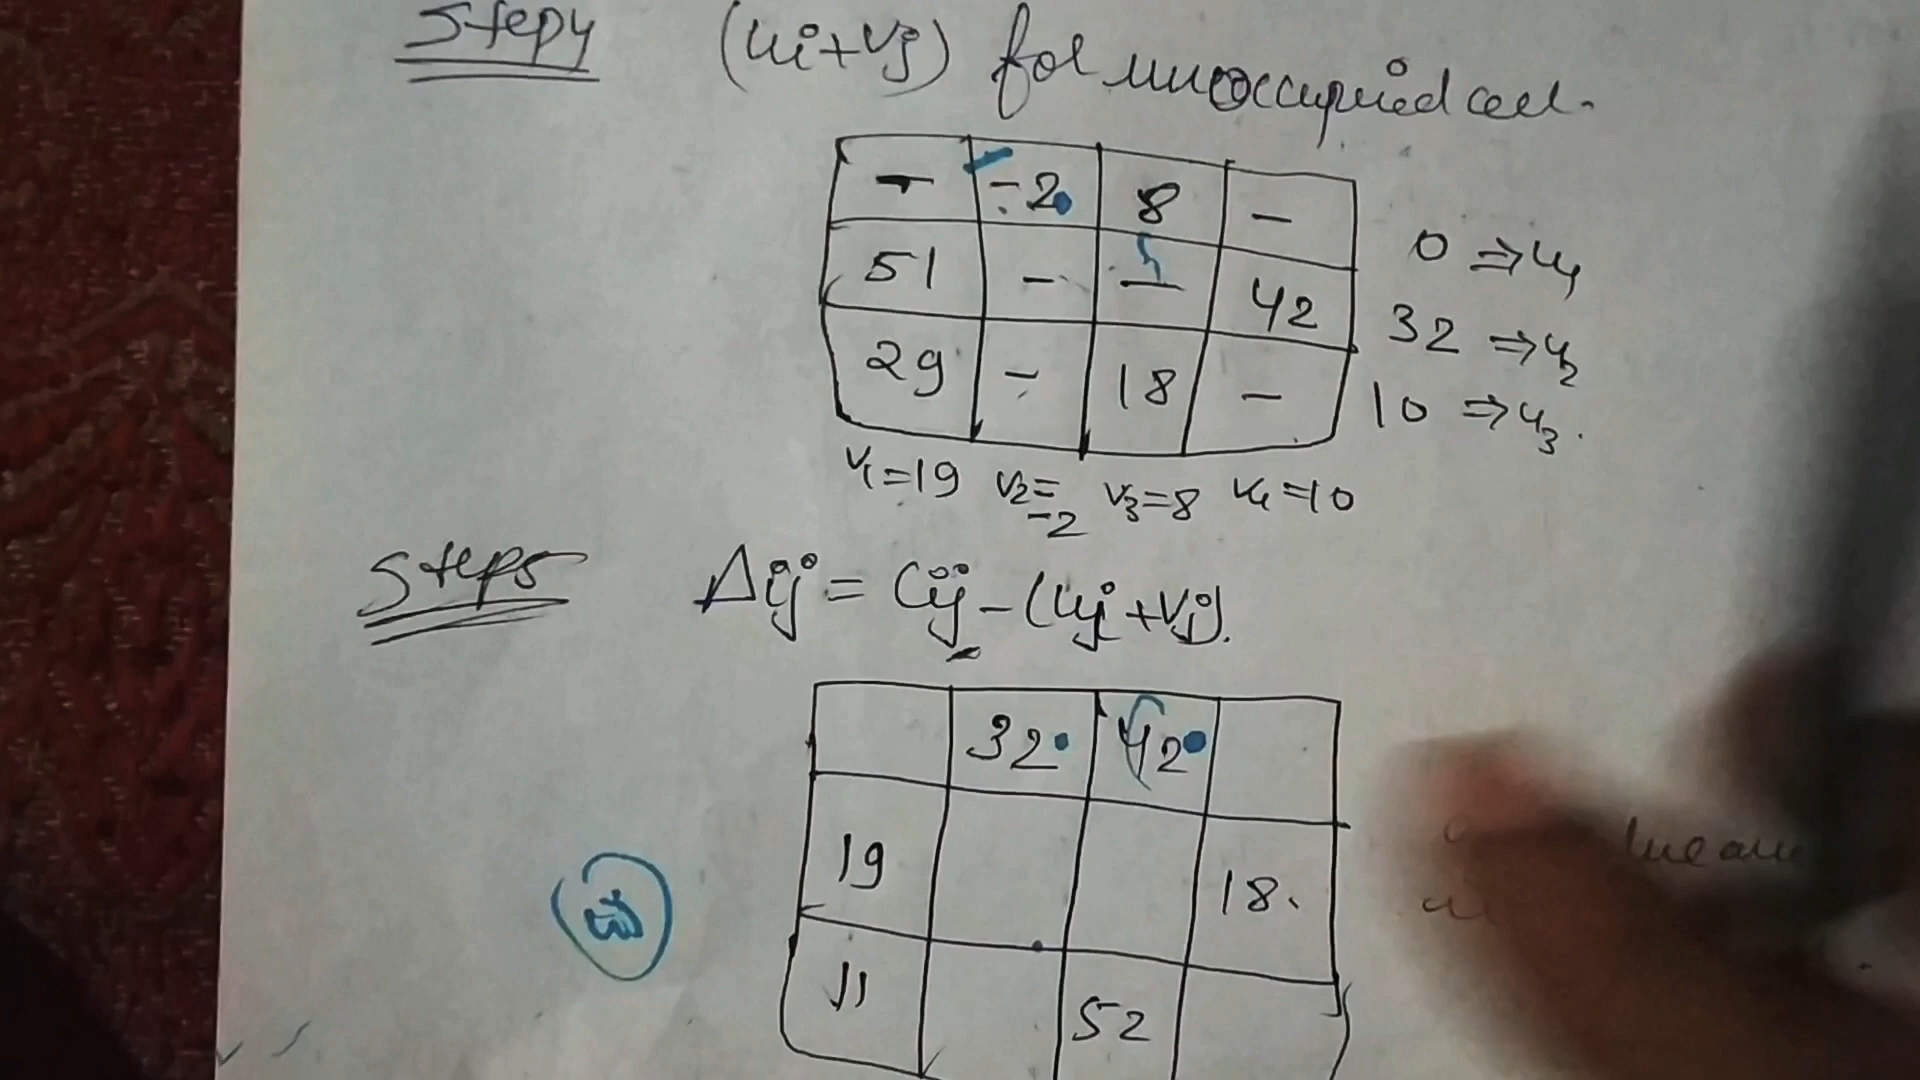 Step4 (ui+vj) for unoccupied cell.
- -2 8 -
0 ⇒ u1
51 - - 42
32 ⇒ u2
29 - 18 -
10 ⇒ u3.
v1=19 v2=-2 v3=8 v4=10
Step5 Δij = Cij - (ui+vj).
32 42
19 18.
11 52